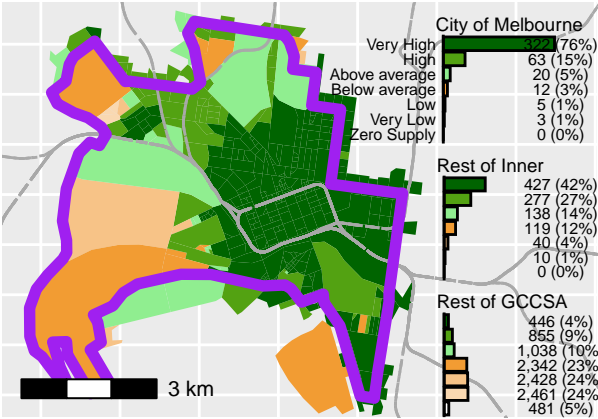 City of Melbourne
Very High 322 (76%)
High 63 (15%)
Above average 20 (5%)
Below average 12 (3%)
Low 5 (1%)
Very Low 3 (1%)
Zero Supply 0 (0%)
Rest of Inner
427 (42%)
277 (27%)
138 (14%)
119 (12%)
40 (4%)
10 (1%)
0 (0%)
Rest of GCCSA
446 (4%)
855 (9%)
1,038 (10%
2,342 (23%
2,428 (24%
2,461 (24%
481 (5%)
3 km